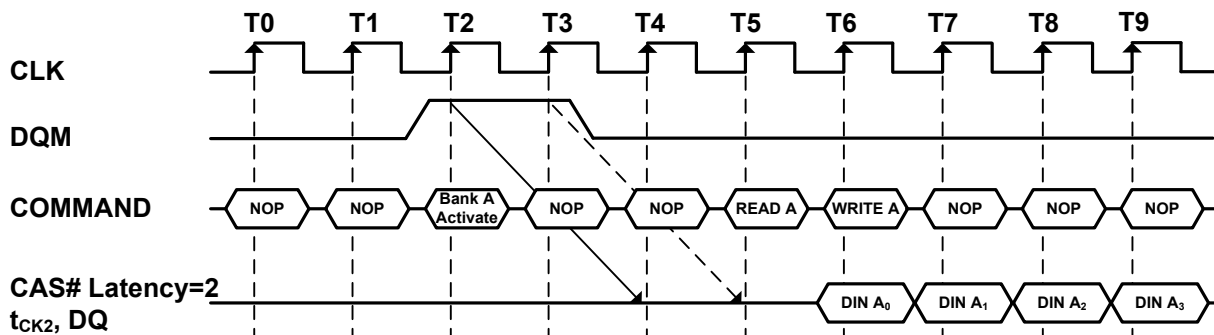 T0 T1 T2 T3 T4 T5 T6 T7 T8 T9
CLK
DQM
COMMAND NOP NOP Bank A Activate NOP NOP READ A WRITE A NOP NOP NOP
CAS# Latency=2
tCK2, DQ DIN A0 DIN A1 DIN A2 DIN A3